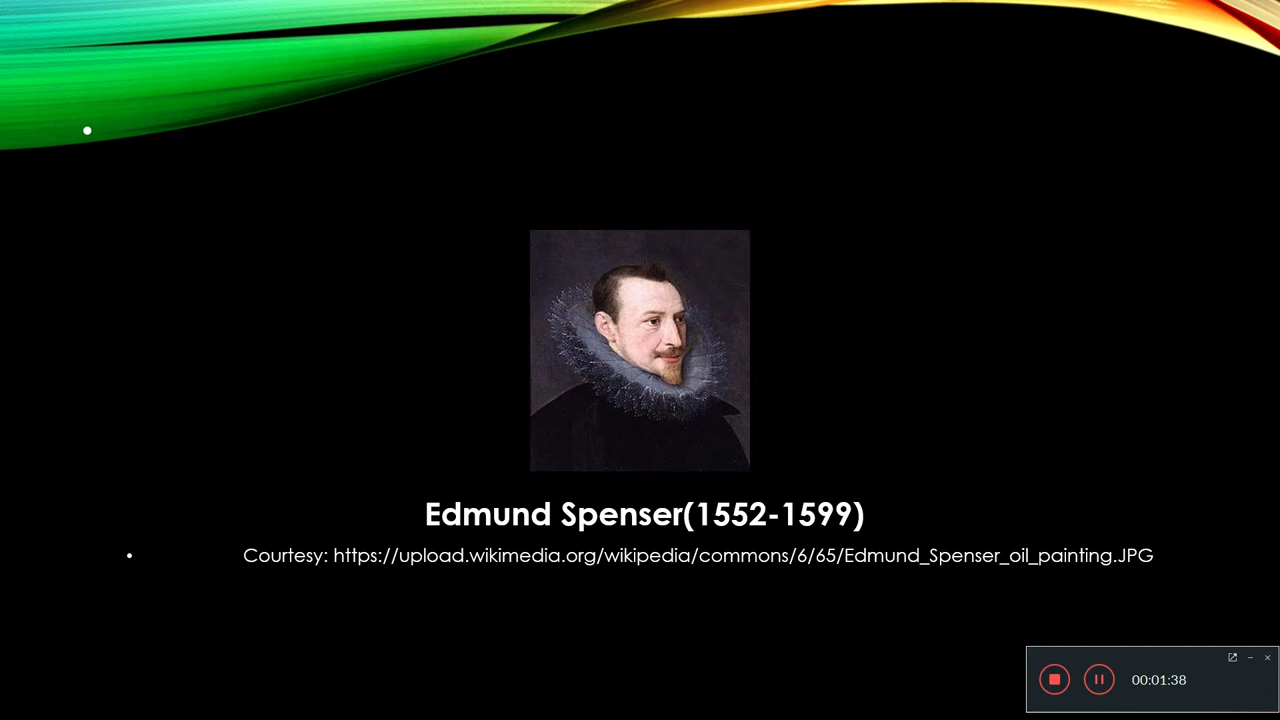 Edmund Spenser(1552-1599)
• Courtesy: https://upload.wikimedia.org/wikipedia/commons/6/65/Edmund_Spenser_oil_painting.JPG
00:01:38